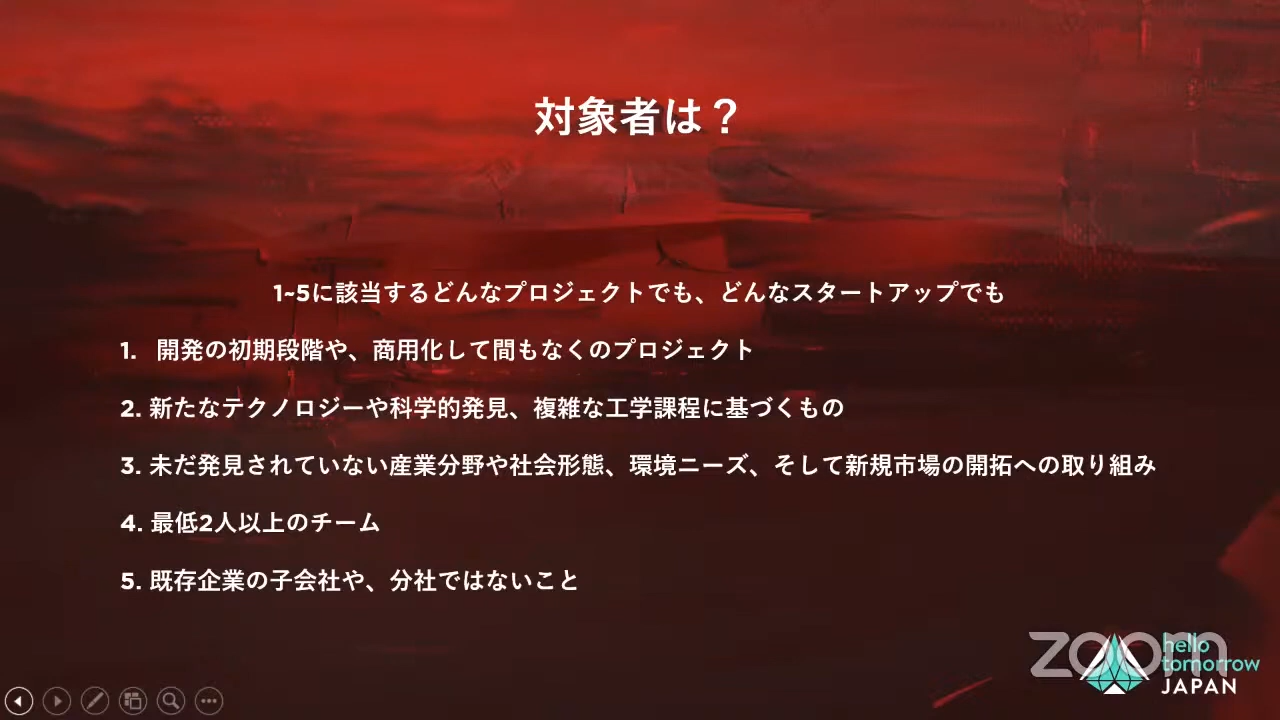 対象者は？
1~5に該当するどんなプロジェクトでも、どんなスタートアップでも
1. 開発の初期段階や、商用化して間もなくのプロジェクト
2. 新たなテクノロジーや科学的発見、複雑な工学課程に基づくもの
3. 未だ発見されていない産業分野や社会形態、環境ニーズ、そして新規市場の開拓への取り組み
4. 最低2人以上のチーム
5. 既存企業の子会社や、分社ではないこと
zoom
hello
tomorrow
JAPAN